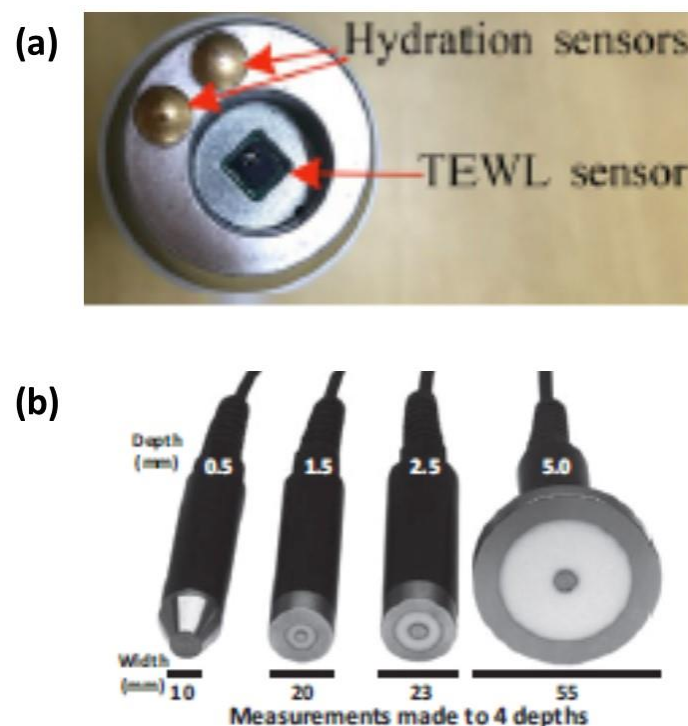 (a)
Hydration sensors
TEWL sensor
(b)
Depth
(mm) 0.5 1.5 2.5 5.0
Width
(mm) 10 20 23 55
Measurements made to 4 depths